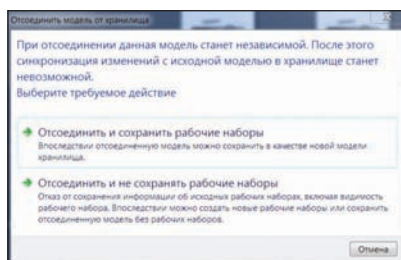 Отсоединить модель от хранилища
При отсоединении данная модель станет независимой. После этого
синхронизация изменений с исходной моделью в хранилище станет
невозможной.
Выберите требуемое действие
Отсоединить и сохранить рабочие наборы
Впоследствии отсоединенную модель можно сохранить в качестве новой модели
хранилища.
Отсоединить и не сохранять рабочие наборы
Отказ от сохранения информации об исходных рабочих наборах, включая видимость
рабочего набора. Впоследствии можно создать новые рабочие наборы или сохранить
отсоединенную модель без рабочих наборов.
Отмена